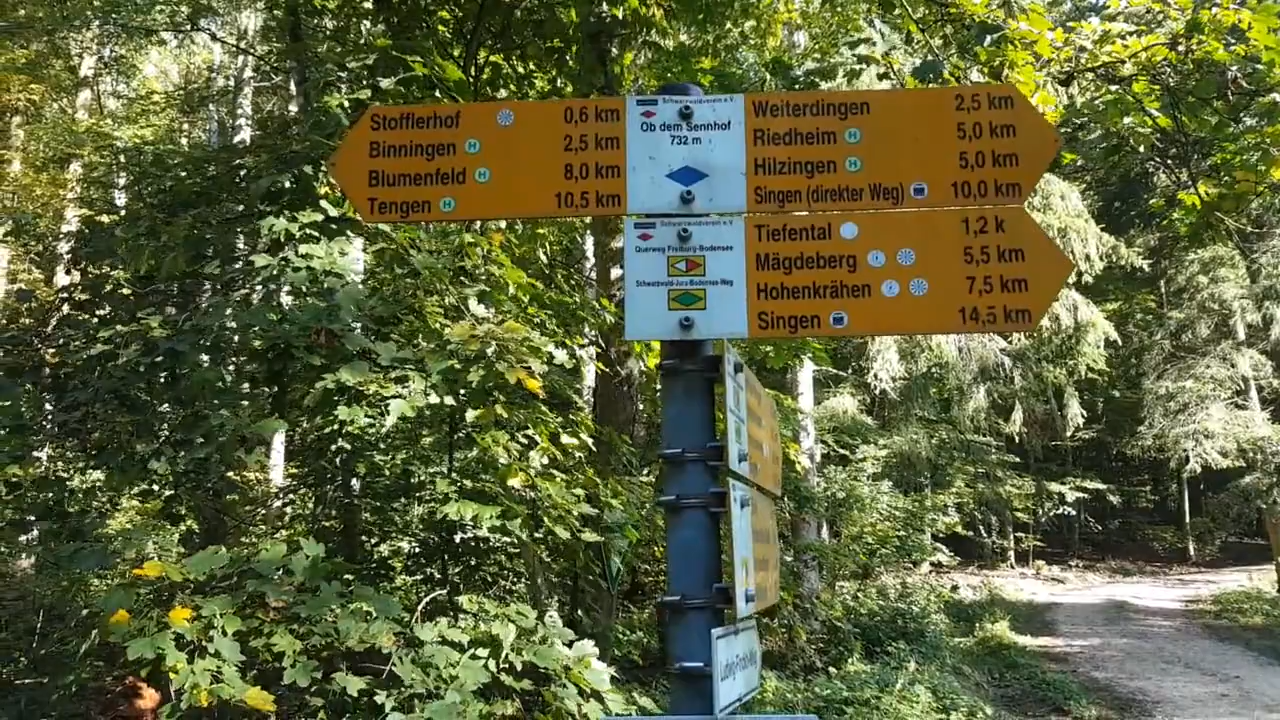 Stofflerhof 0,6 km
Binningen H 2,5 km
Blumenfeld H 8,0 km
Tengen H 10,5 km
Schwarzwaldverein e.V.
Ob dem Sennhof
732 m
Weiterdingen 2,5 km
Riedheim H 5,0 km
Hilzingen H 5,0 km
Singen (direkter Weg) 10,0 km
Schwarzwaldverein e.V.
Querweg Freiburg-Bodensee
Schwarzwald-Jura-Bodensee-Weg
Tiefental 1,2 k
Mägdeberg 5,5 km
Hohenkrähen 7,5 km
Singen 14,5 km